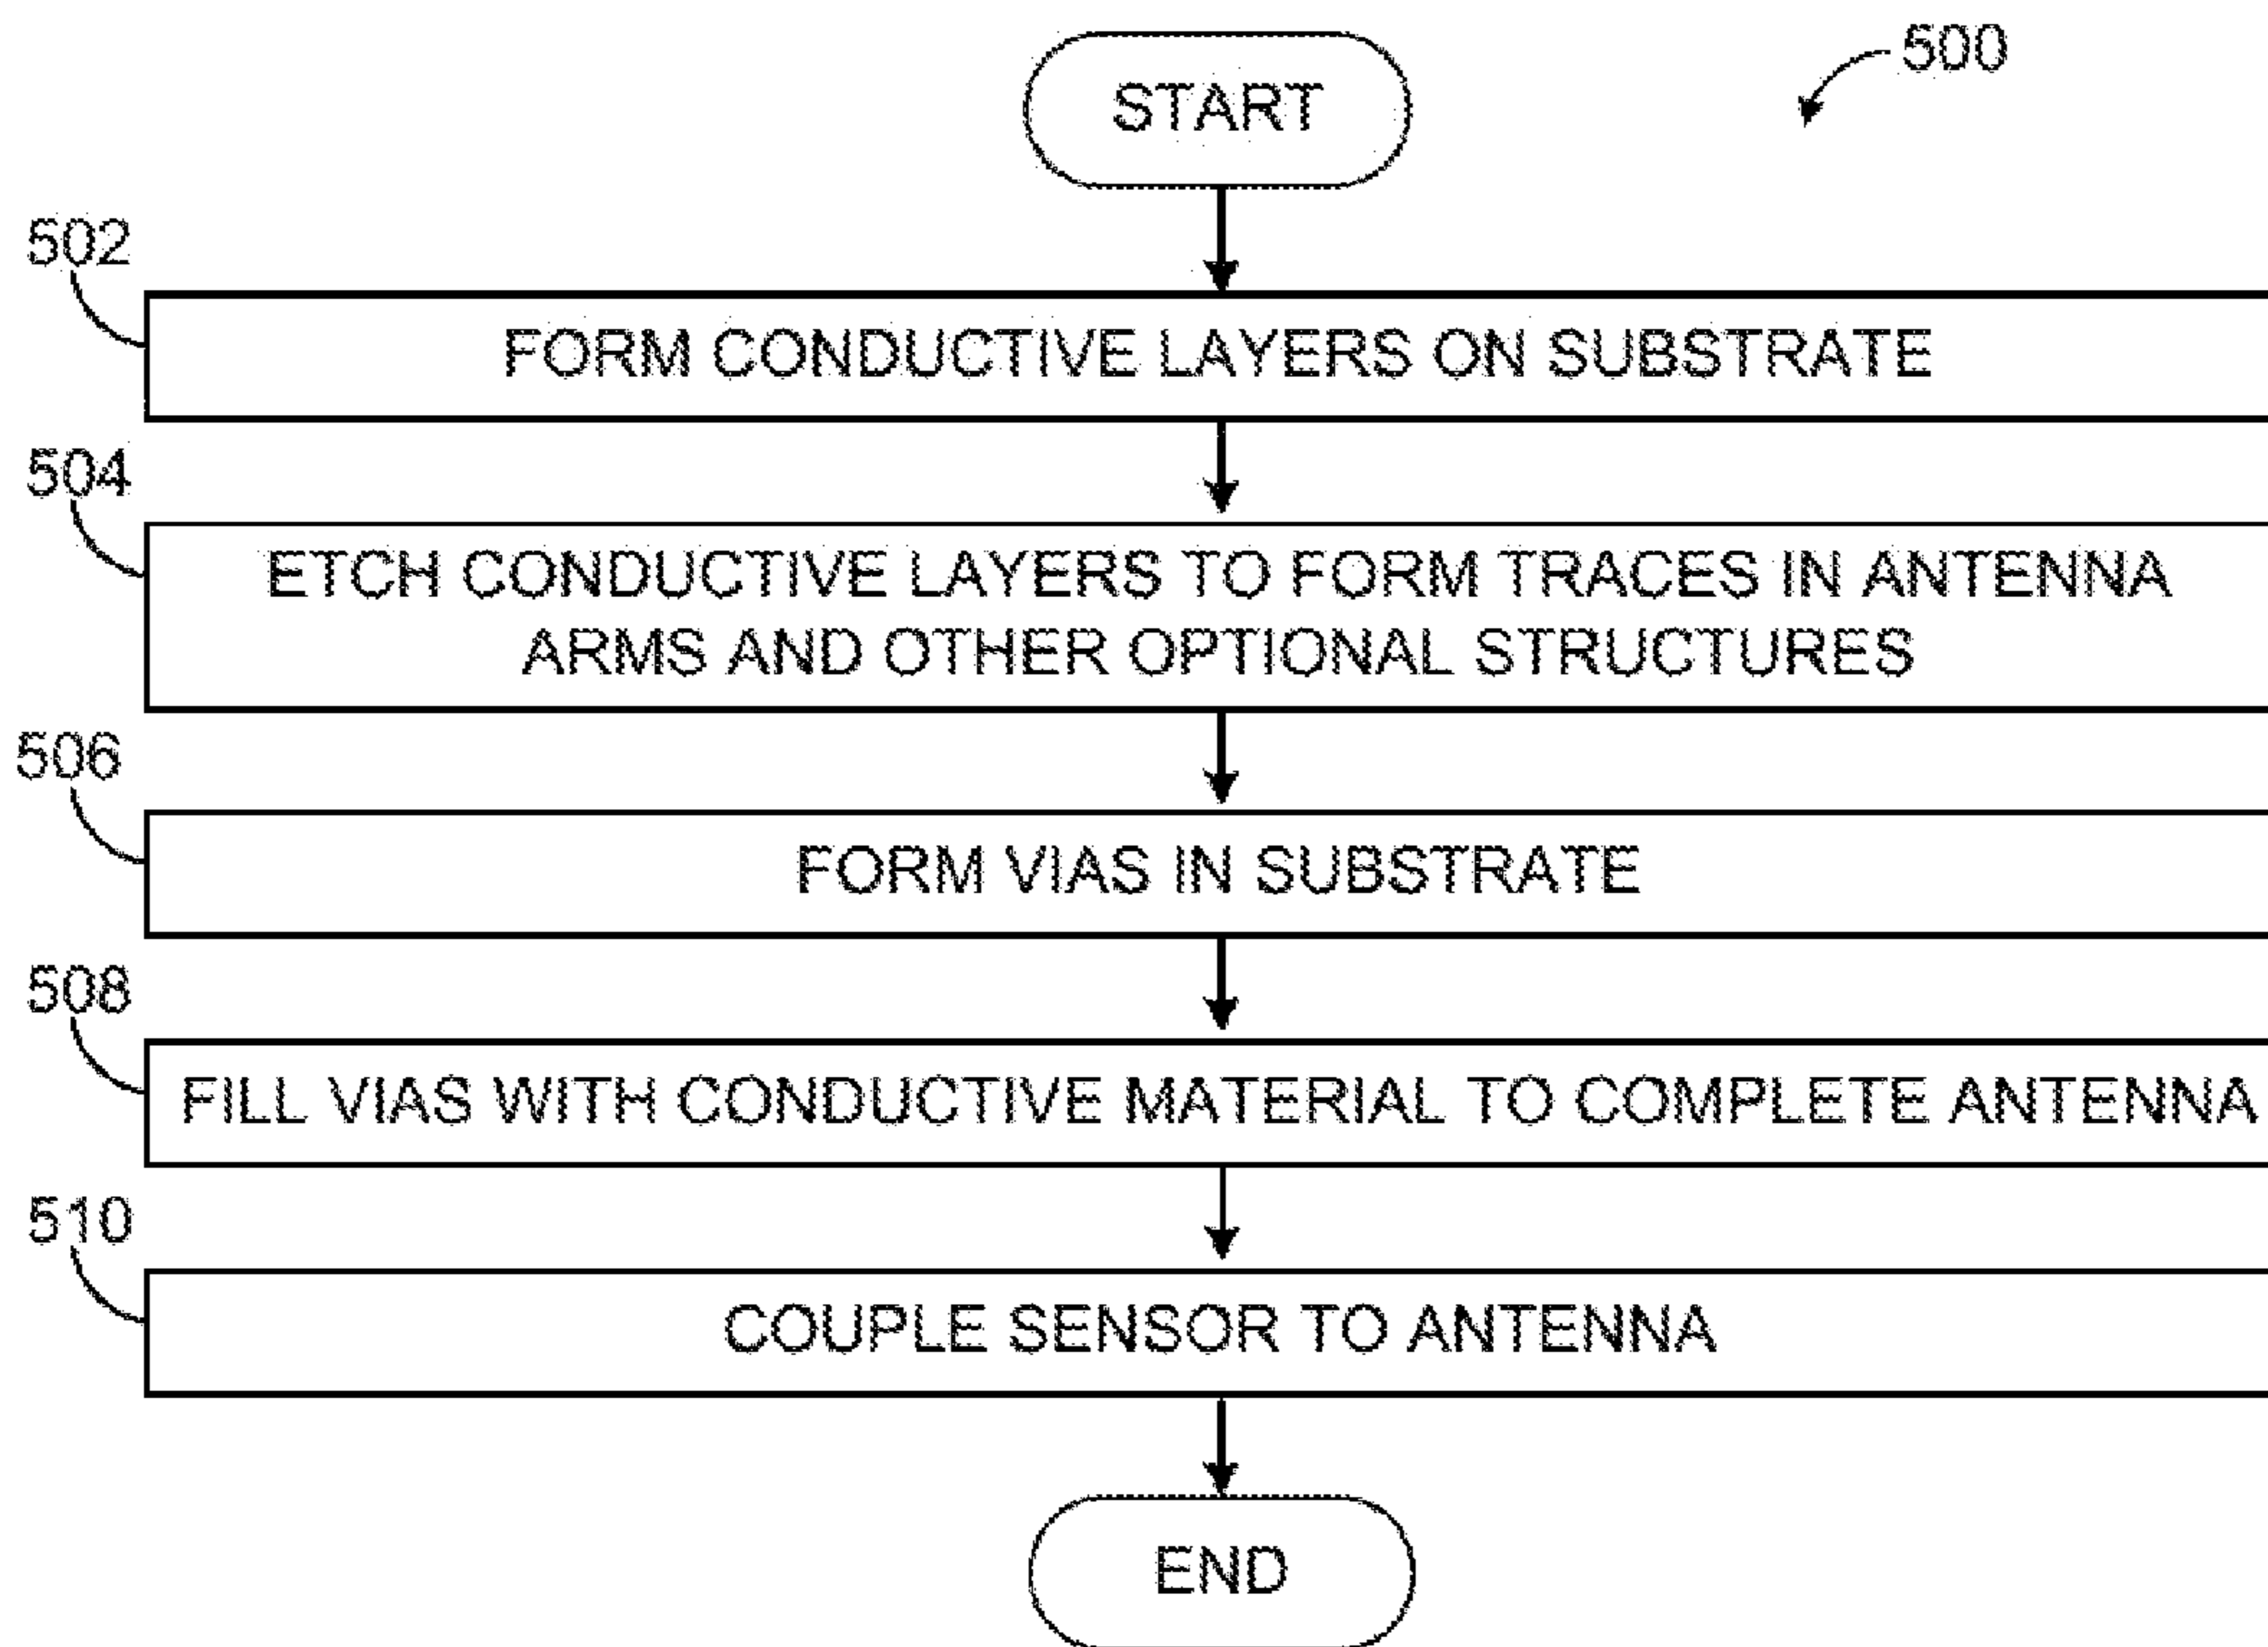 START
500
502
FORM CONDUCTIVE LAYERS ON SUBSTRATE
504
ETCH CONDUCTIVE LAYERS TO FORM TRACES IN ANTENNA
ARMS AND OTHER OPTIONAL STRUCTURES
506
FORM VIAS IN SUBSTRATE
508
FILL VIAS WITH CONDUCTIVE MATERIAL TO COMPLETE ANTENNA
510
COUPLE SENSOR TO ANTENNA
END